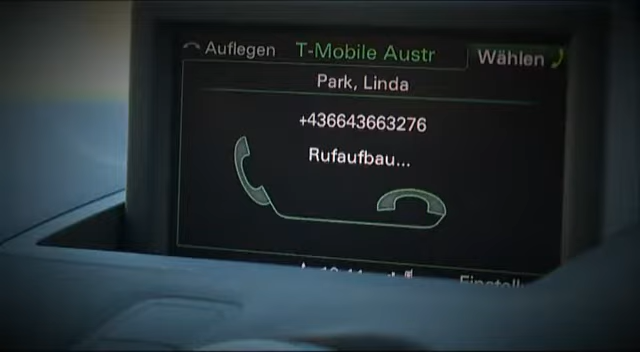 Auflegen T-Mobile Austr Wählen
Park, Linda
+436643663276
Rufaufbau...